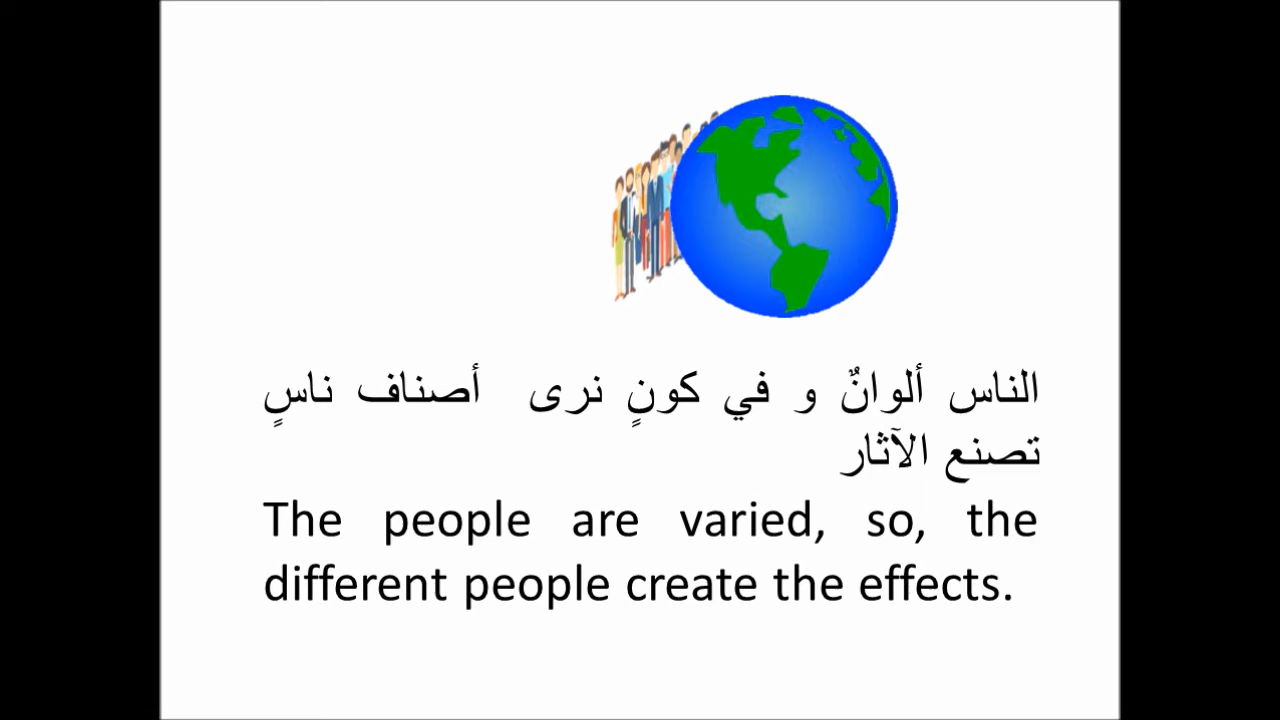 الناس ألوانٌ و في كونٍ نرى أصناف ناسٍ
تصنع الآثار
The people are varied, so, the
different people create the effects.